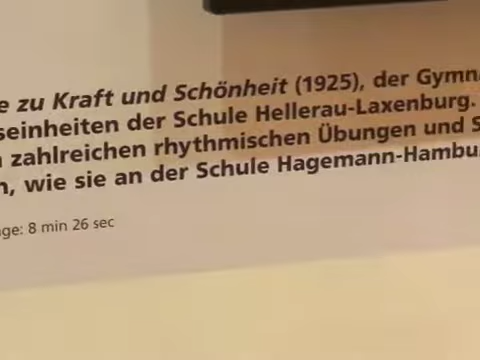 e zu Kraft und Schönheit (1925), der Gymn
seinheiten der Schule Hellerau-Laxenburg.
n zahlreichen rhythmischen Übungen und S
n, wie sie an der Schule Hagemann-Hambu
nge: 8 min 26 sec